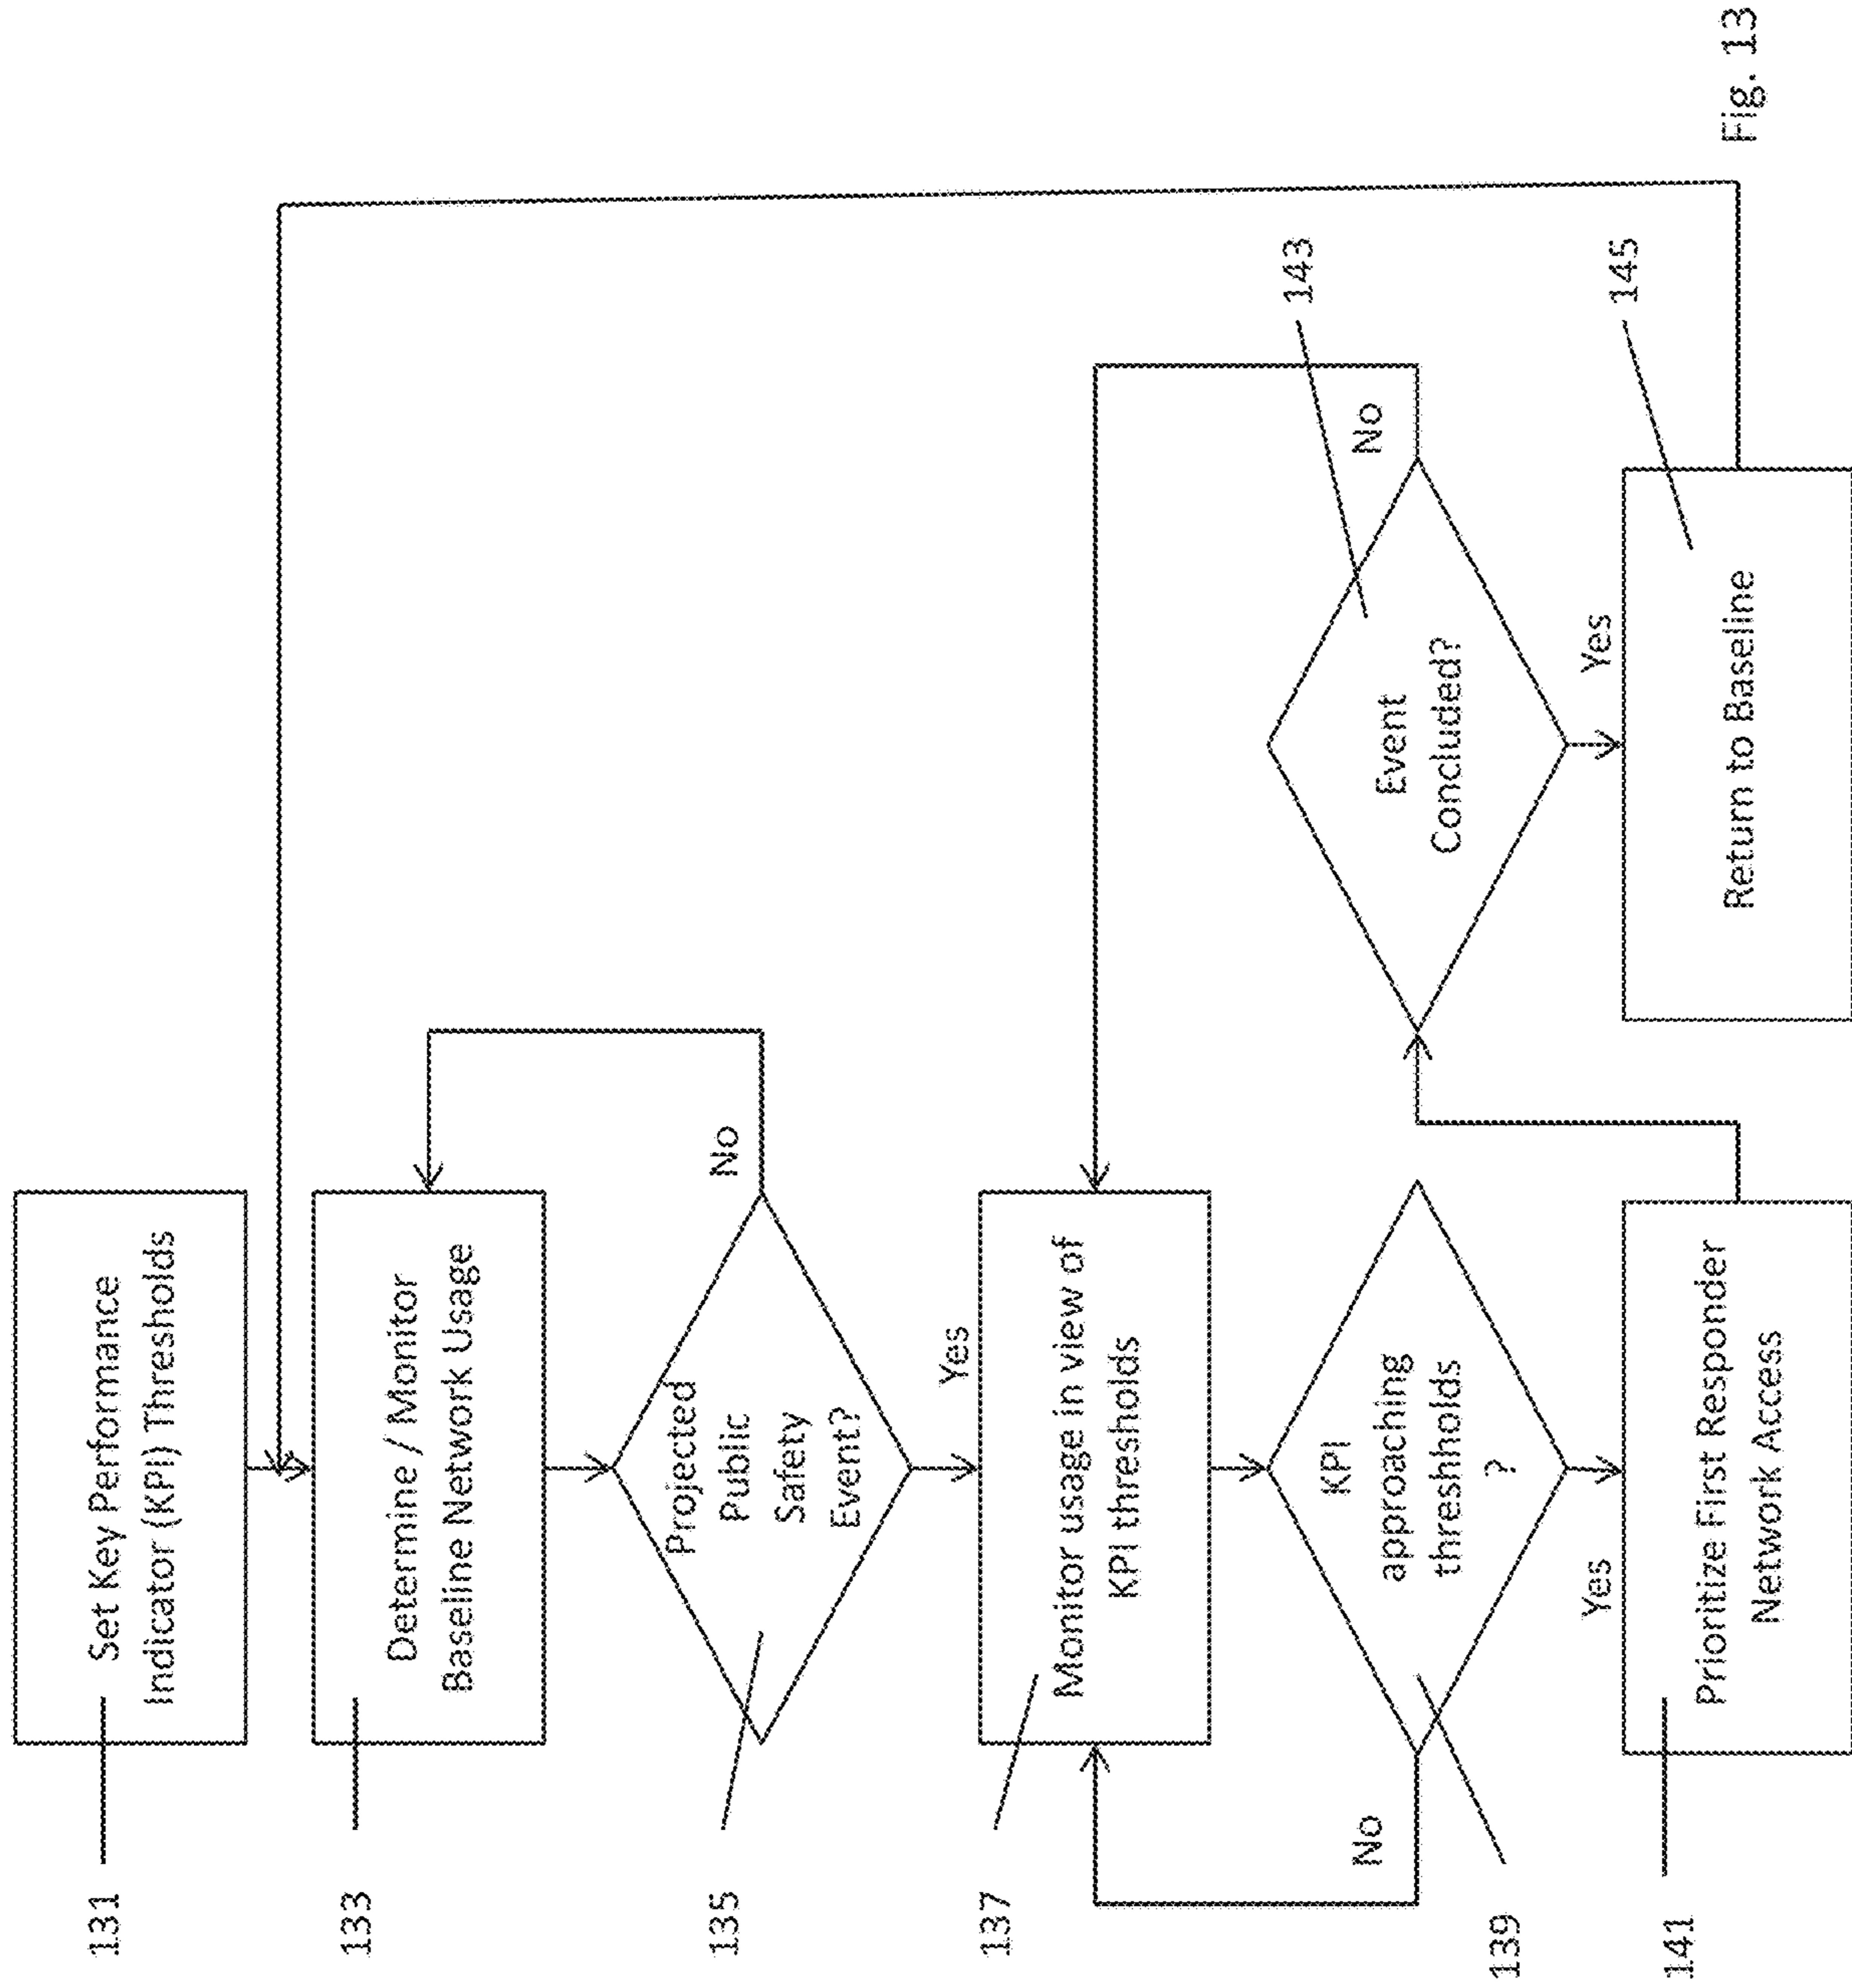 131
Set Key Performance
Indicator (KPI) Thresholds
133
Determine / Monitor
Baseline Network Usage
135
Projected
Public
Safety
Event?
No
Yes
137
Monitor usage in view of
KPI thresholds
139
KPI
approaching
threshholds
?
No
Yes
141
Prioritize First Responder
Network Access
143
Event
Concluded?
No
Yes
145
Return to Baseline
Fig. 13